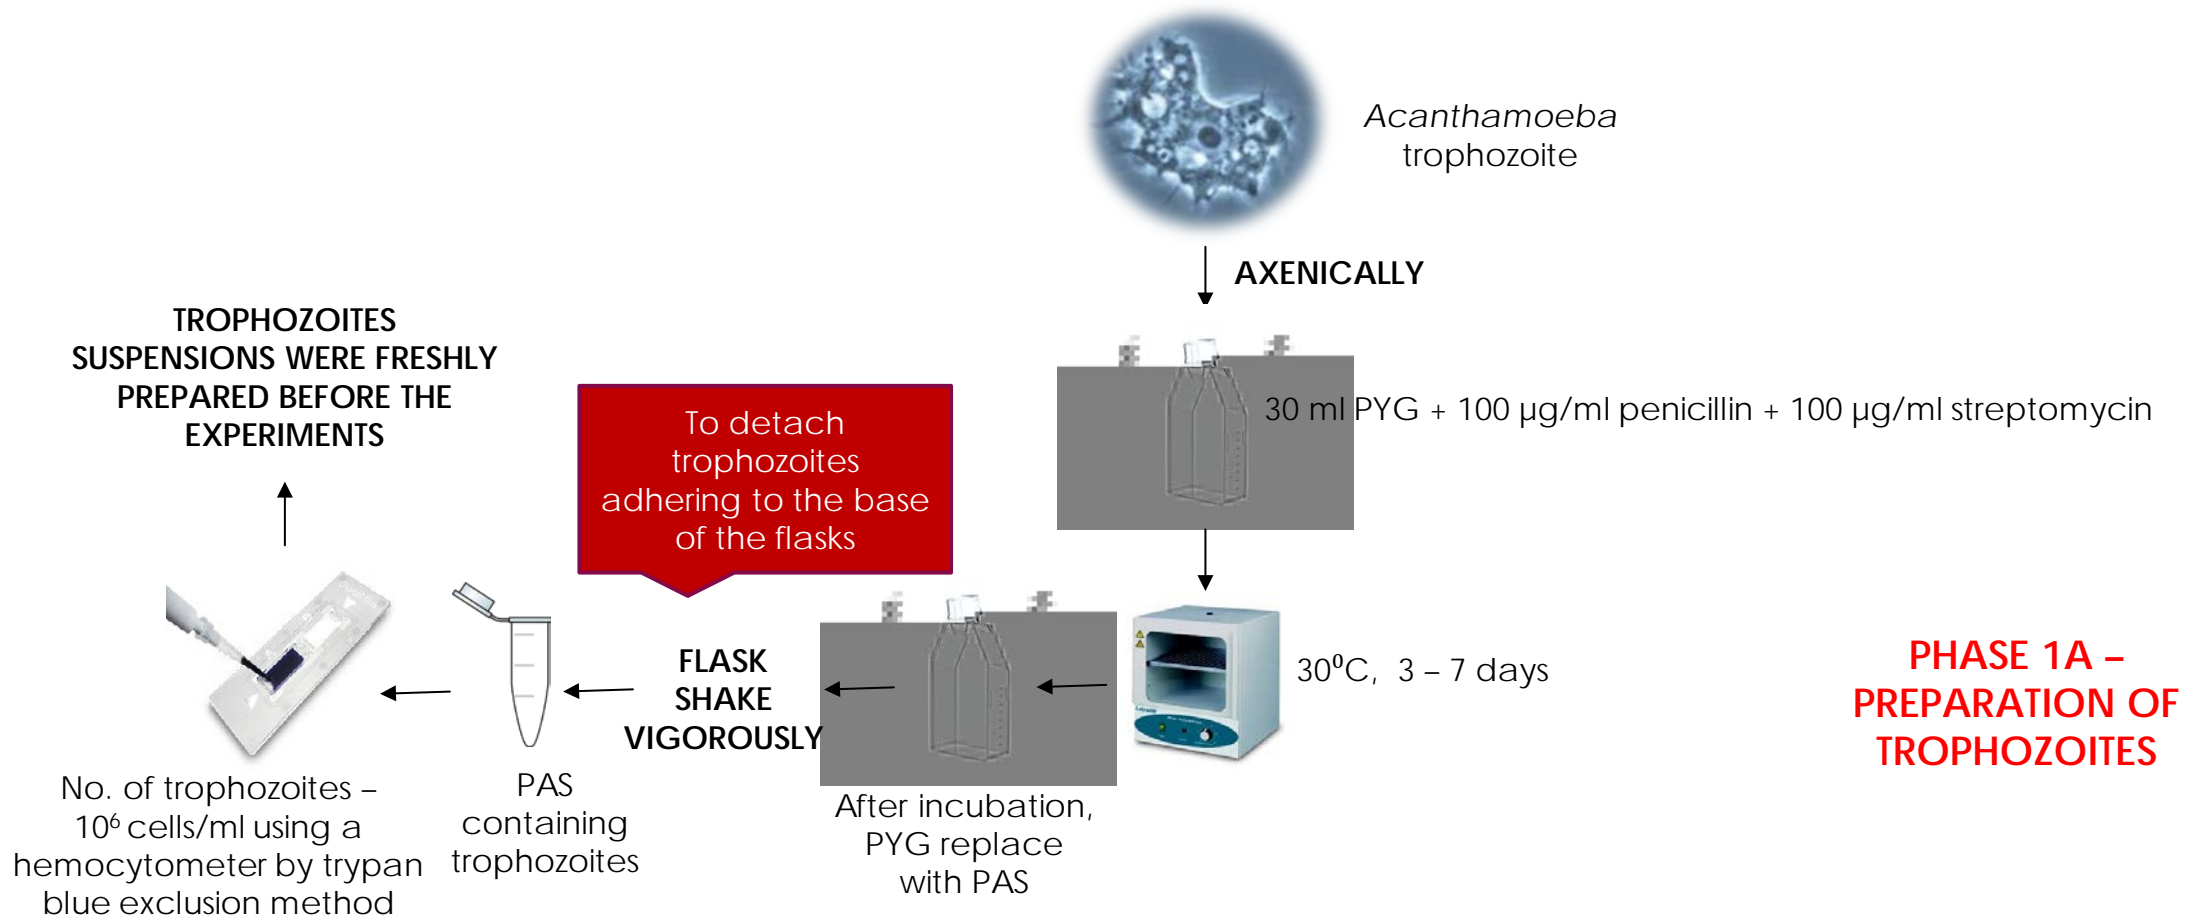 Acanthamoeba
trophozoite
AXENICALLY
30 ml PYG + 100 µg/ml penicillin + 100 µg/ml streptomycin
30⁰C, 3 – 7 days
After incubation,
PYG replace
with PAS
To detach
trophozoites
adhering to the base
of the flasks
FLASK
SHAKE
VIGOROUSLY
PAS
containing
trophozoites
No. of trophozoites –
10⁶ cells/ml using a
hemocytometer by trypan
blue exclusion method
TROPHOZOITES
SUSPENSIONS WERE FRESHLY
PREPARED BEFORE THE
EXPERIMENTS
PHASE 1A –
PREPARATION OF
TROPHOZOITES